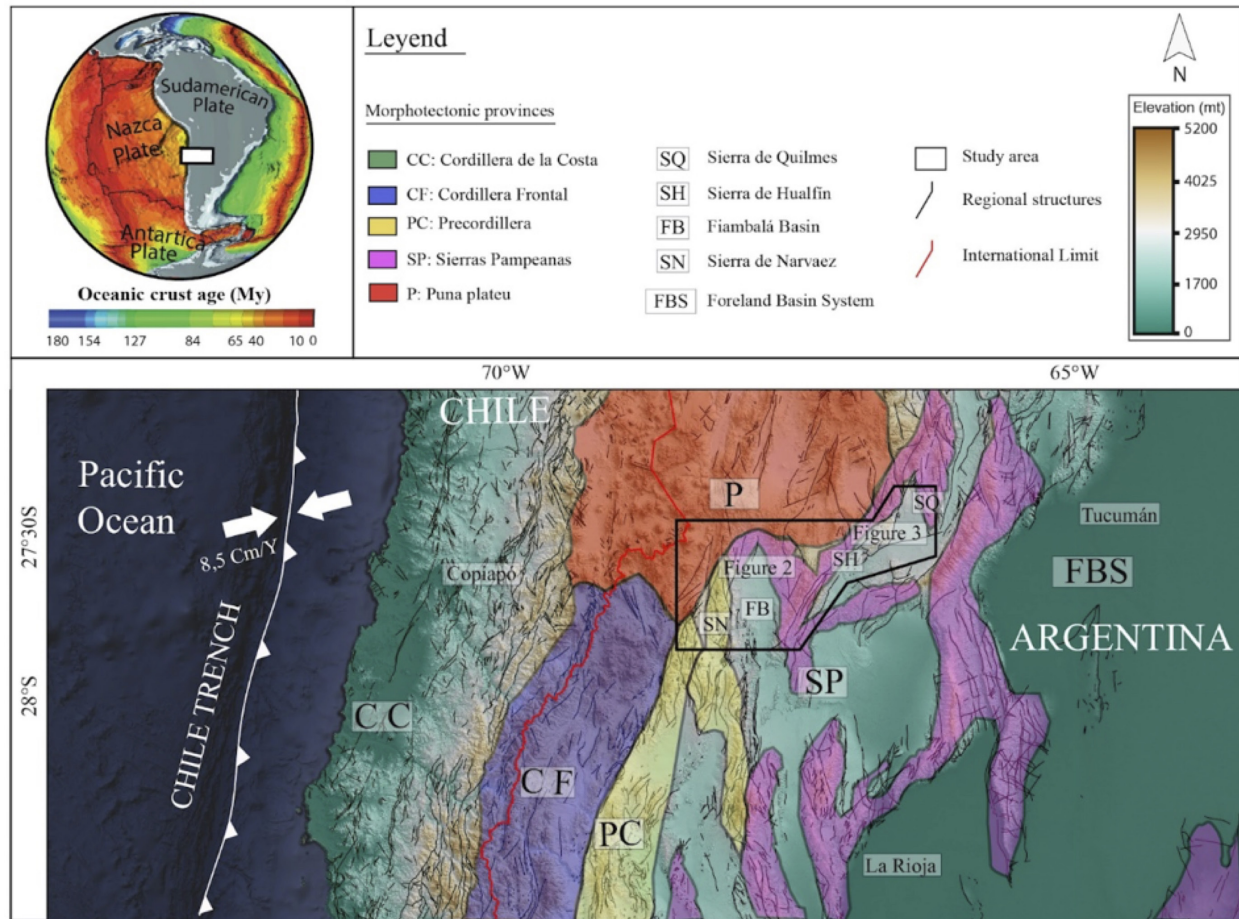 Sudamerican
Plate
Nazca
Plate
Antartica
Plate
Oceanic crust age (My)
180 154 127 84 65 40 10 0
Leyend
Morphotectonic provinces
CC: Cordillera de la Costa
CF: Cordillera Frontal
PC: Precordillera
SP: Sierras Pampeanas
P: Puna plateu
SQ Sierra de Quilmes
SH Sierra de Hualfín
FB Fiambalá Basin
SN Sierra de Narvaez
FBS Foreland Basin System
Study area
Regional structures
International Limit
N
Elevation (mt)
5200
4025
2950
1700
0
70°W 65°W
27°30S
28°S
CHILE
Pacific
Ocean
8,5 Cm/Y
CHILE TRENCH
Copiapó
C C
C F
PC
P
SQ
Figure 3
SH
Figure 2
FB
SN
SP
Tucumán
FBS
ARGENTINA
La Rioja